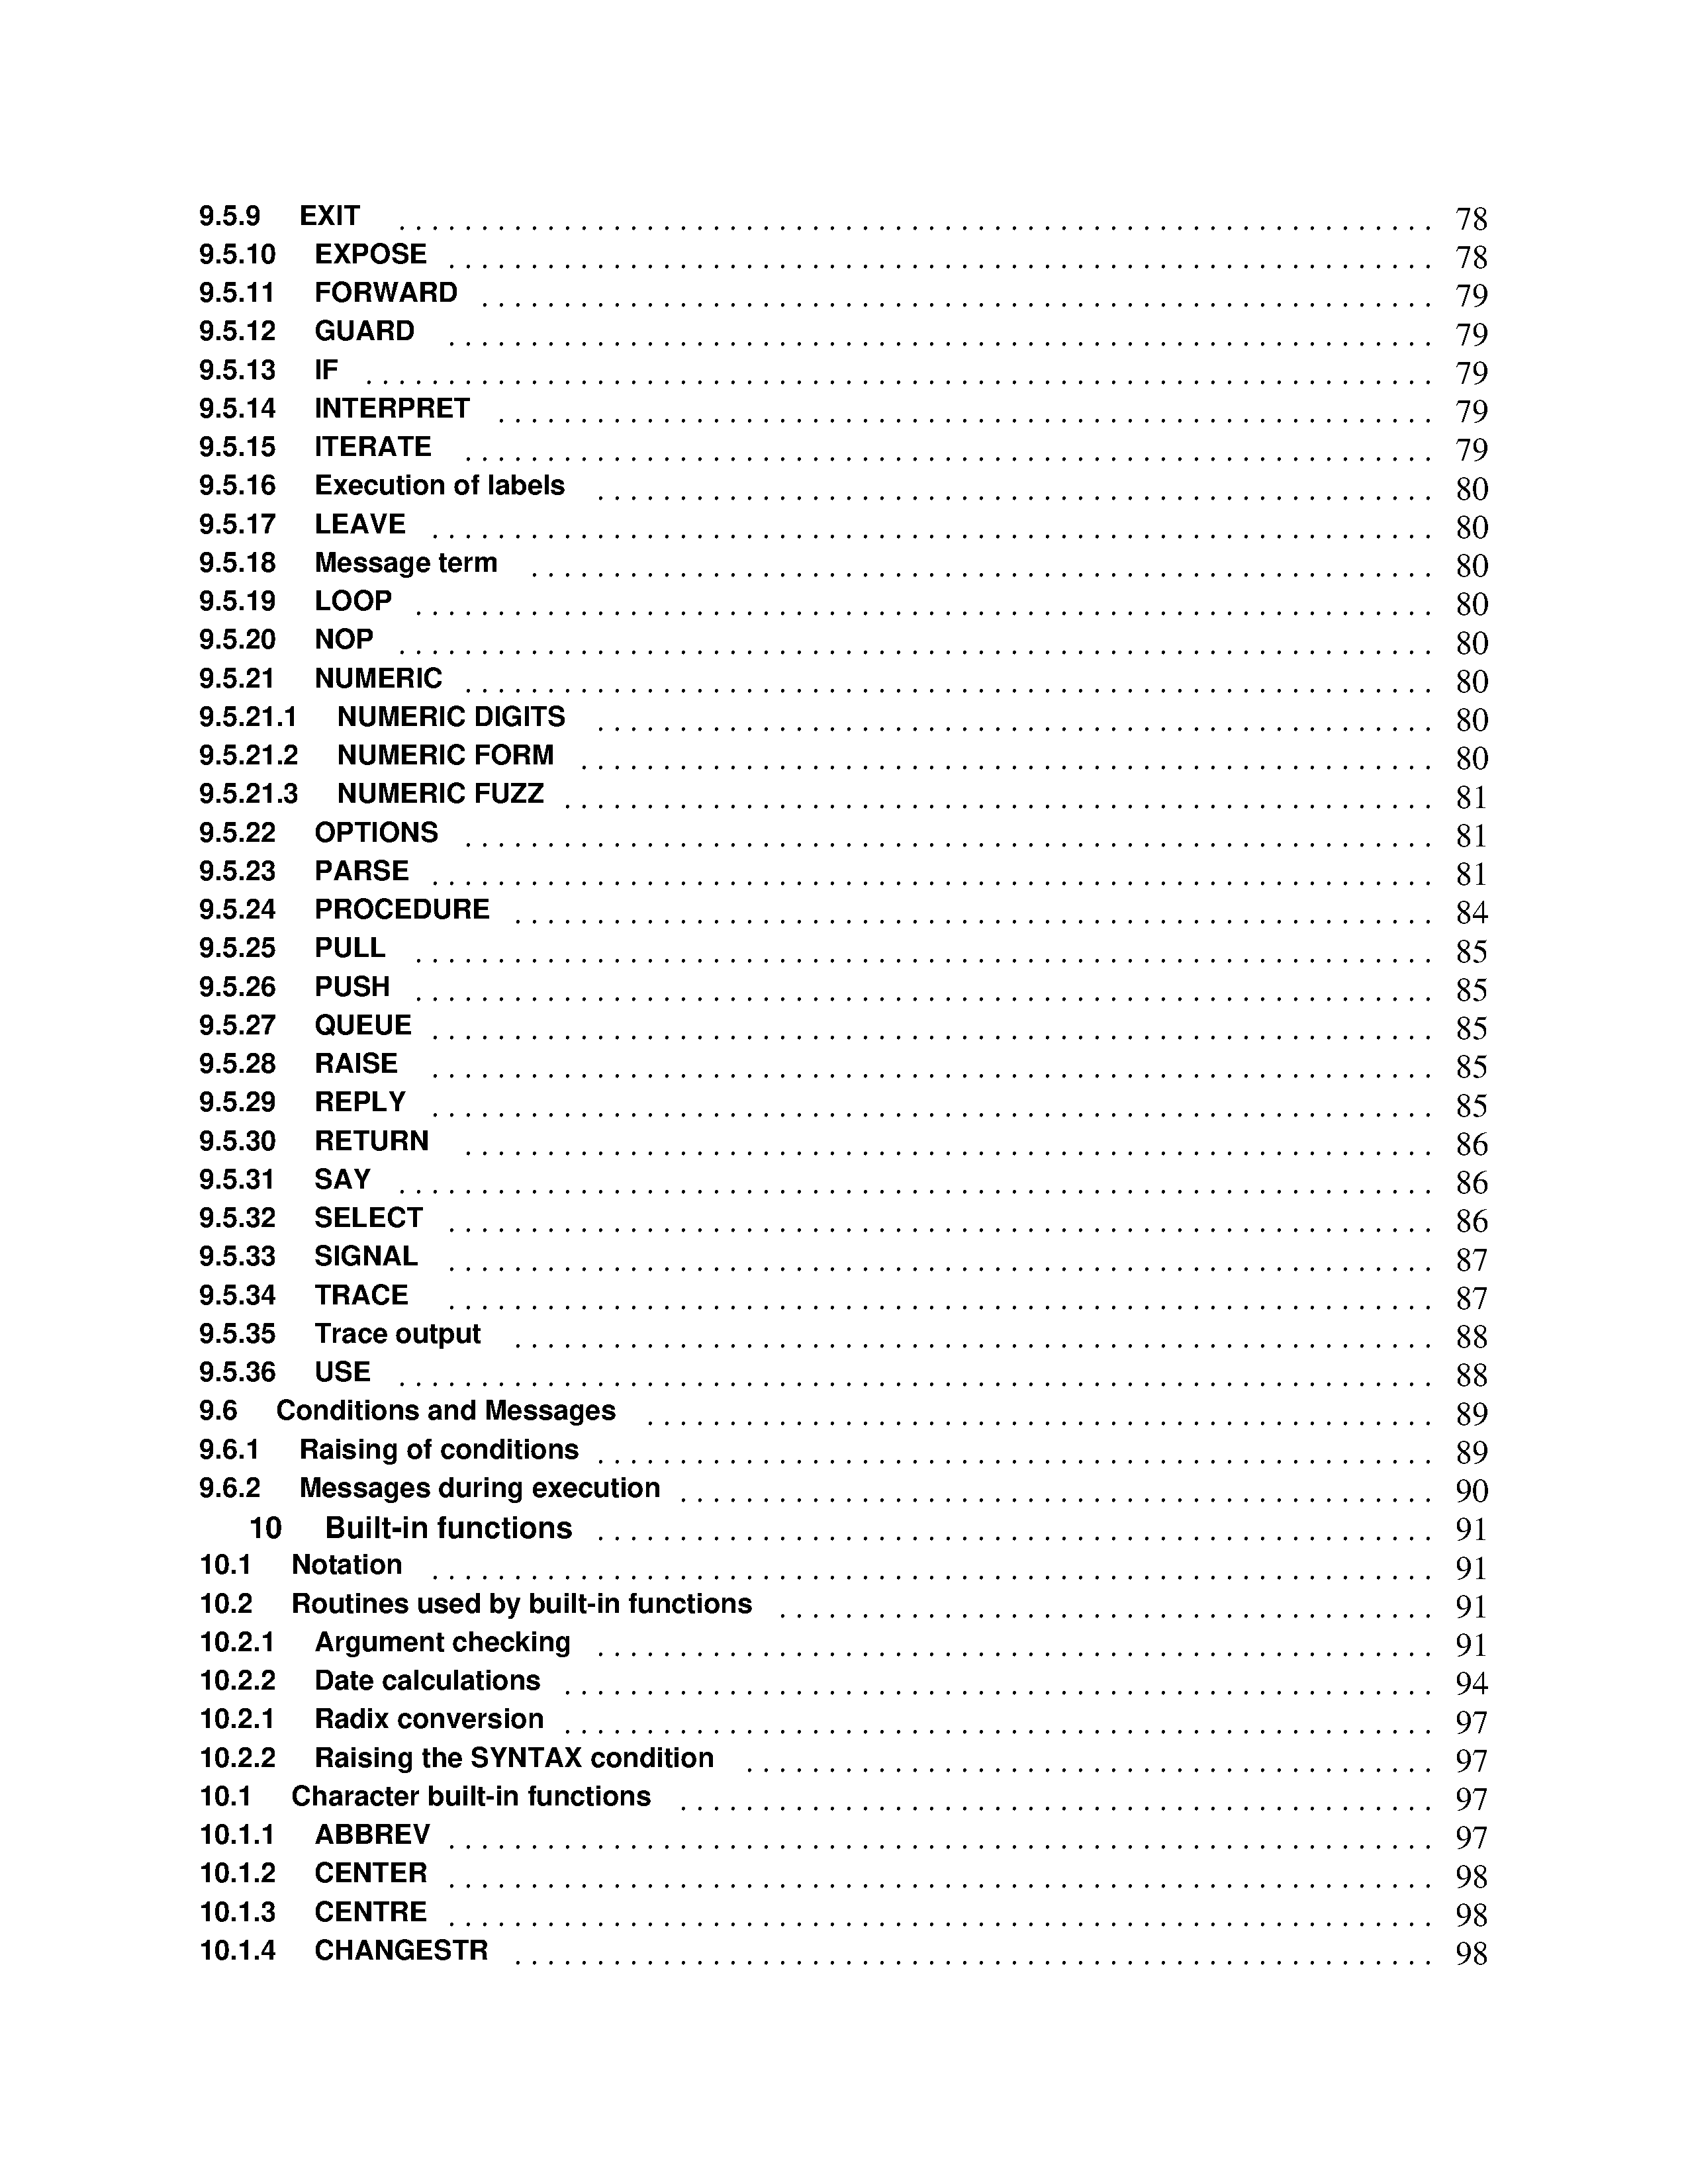 9.5.9 EXIT . . . . . . . . . . . . . . . . . . . . 78
9.5.10 EXPOSE . . . . . . . . . . . . . . . . . . . . 78
9.5.11 FORWARD . . . . . . . . . . . . . . . . . . . . 79
9.5.12 GUARD . . . . . . . . . . . . . . . . . . . . 79
9.5.13 IF . . . . . . . . . . . . . . . . . . . . 79
9.5.14 INTERPRET . . . . . . . . . . . . . . . . . . . . 79
9.5.15 ITERATE . . . . . . . . . . . . . . . . . . . . 79
9.5.16 Execution of labels . . . . . . . . . . . . . . . . . . . . 80
9.5.17 LEAVE . . . . . . . . . . . . . . . . . . . . 80
9.5.18 Message term . . . . . . . . . . . . . . . . . . . . 80
9.5.19 LOOP . . . . . . . . . . . . . . . . . . . . 80
9.5.20 NOP . . . . . . . . . . . . . . . . . . . . 80
9.5.21 NUMERIC . . . . . . . . . . . . . . . . . . . . 80
9.5.21.1 NUMERIC DIGITS . . . . . . . . . . . . . . . . . . . . 80
9.5.21.2 NUMERIC FORM . . . . . . . . . . . . . . . . . . . . 80
9.5.21.3 NUMERIC FUZZ . . . . . . . . . . . . . . . . . . . . 81
9.5.22 OPTIONS . . . . . . . . . . . . . . . . . . . . 81
9.5.23 PARSE . . . . . . . . . . . . . . . . . . . . 81
9.5.24 PROCEDURE . . . . . . . . . . . . . . . . . . . . 84
9.5.25 PULL . . . . . . . . . . . . . . . . . . . . 85
9.5.26 PUSH . . . . . . . . . . . . . . . . . . . . 85
9.5.27 QUEUE . . . . . . . . . . . . . . . . . . . . 85
9.5.28 RAISE . . . . . . . . . . . . . . . . . . . . 85
9.5.29 REPLY . . . . . . . . . . . . . . . . . . . . 85
9.5.30 RETURN . . . . . . . . . . . . . . . . . . . . 86
9.5.31 SAY . . . . . . . . . . . . . . . . . . . . 86
9.5.32 SELECT . . . . . . . . . . . . . . . . . . . . 86
9.5.33 SIGNAL . . . . . . . . . . . . . . . . . . . . 87
9.5.34 TRACE . . . . . . . . . . . . . . . . . . . . 87
9.5.35 Trace output . . . . . . . . . . . . . . . . . . . . 88
9.5.36 USE . . . . . . . . . . . . . . . . . . . . 88
9.6 Conditions and Messages . . . . . . . . . . . . . . . . . . . . 89
9.6.1 Raising of conditions . . . . . . . . . . . . . . . . . . . . 89
9.6.2 Messages during execution . . . . . . . . . . . . . . . . . . . . 90
10 Built-in functions . . . . . . . . . . . . . . . . . . . . 91
10.1 Notation . . . . . . . . . . . . . . . . . . . . 91
10.2 Routines used by built-in functions . . . . . . . . . . . . . . . . . . . . 91
10.2.1 Argument checking . . . . . . . . . . . . . . . . . . . . 91
10.2.2 Date calculations . . . . . . . . . . . . . . . . . . . . 94
10.2.1 Radix conversion . . . . . . . . . . . . . . . . . . . . 97
10.2.2 Raising the SYNTAX condition . . . . . . . . . . . . . . . . . . . . 97
10.1 Character built-in functions . . . . . . . . . . . . . . . . . . . . 97
10.1.1 ABBREV . . . . . . . . . . . . . . . . . . . . 97
10.1.2 CENTER . . . . . . . . . . . . . . . . . . . . 98
10.1.3 CENTRE . . . . . . . . . . . . . . . . . . . . 98
10.1.4 CHANGESTR . . . . . . . . . . . . . . . . . . . . 98